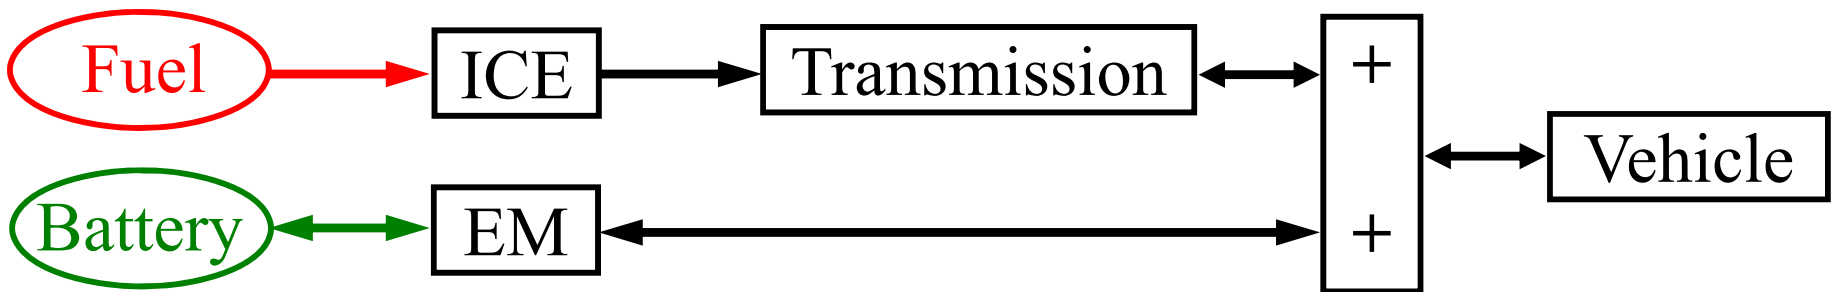 Fuel
ICE
Transmission
+
Vehicle
Battery
EM
+